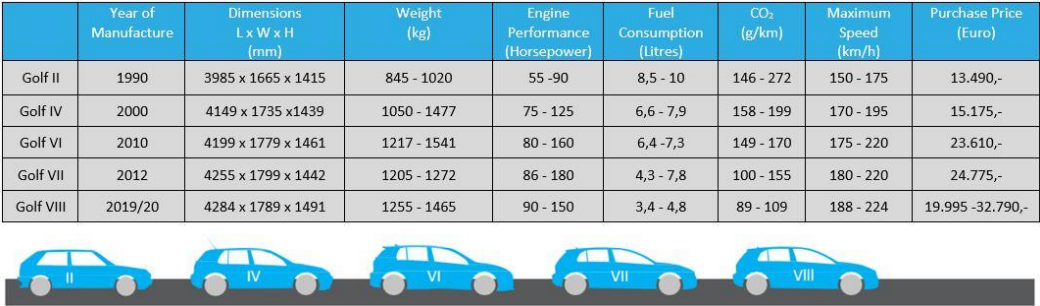 Year of Manufacture Dimensions L x W x H (mm) Weight (kg) Engine Performance (Horsepower) Fuel Consumption (Litres) CO₂ (g/km) Maximum Speed (km/h) Purchase Price (Euro)
Golf II 1990 3985 x 1665 x 1415 845 - 1020 55 -90 8,5 - 10 146 - 272 150 - 175 13.490,-
Golf IV 2000 4149 x 1735 x1439 1050 - 1477 75 - 125 6,6 - 7,9 158 - 199 170 - 195 15.175,-
Golf VI 2010 4199 x 1779 x 1461 1217 - 1541 80 - 160 6,4 -7,3 149 - 170 175 - 220 23.610,-
Golf VII 2012 4255 x 1799 x 1442 1205 - 1272 86 - 180 4,3 - 7,8 100 - 155 180 - 220 24.775,-
Golf VIII 2019/20 4284 x 1789 x 1491 1255 - 1465 90 - 150 3,4 - 4,8 89 - 109 188 - 224 19.995 -32.790,-
II IV VI VII VIII